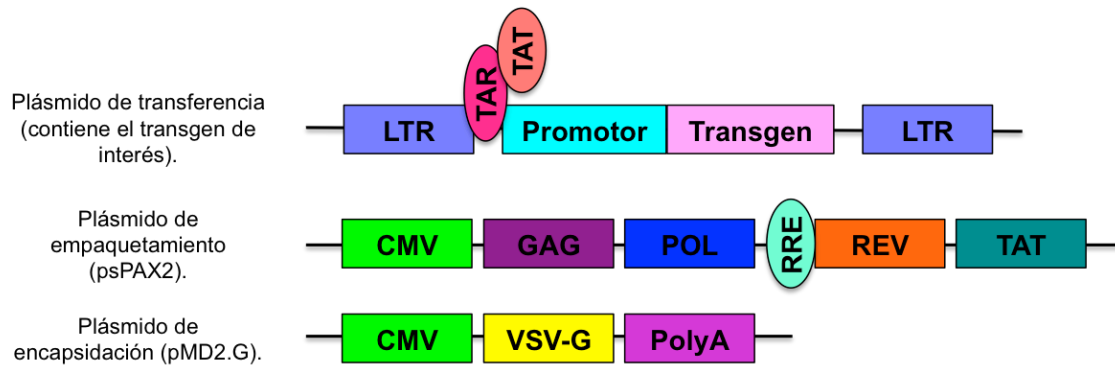 TAR
TAT
Plásmido de transferencia
(contiene el transgen de
interés).
LTR
Promotor
Transgen
LTR
Plásmido de
empaquetamiento
(psPAX2).
CMV
GAG
POL
RRE
REV
TAT
Plásmido de
encapsidación (pMD2.G).
CMV
VSV-G
PolyA